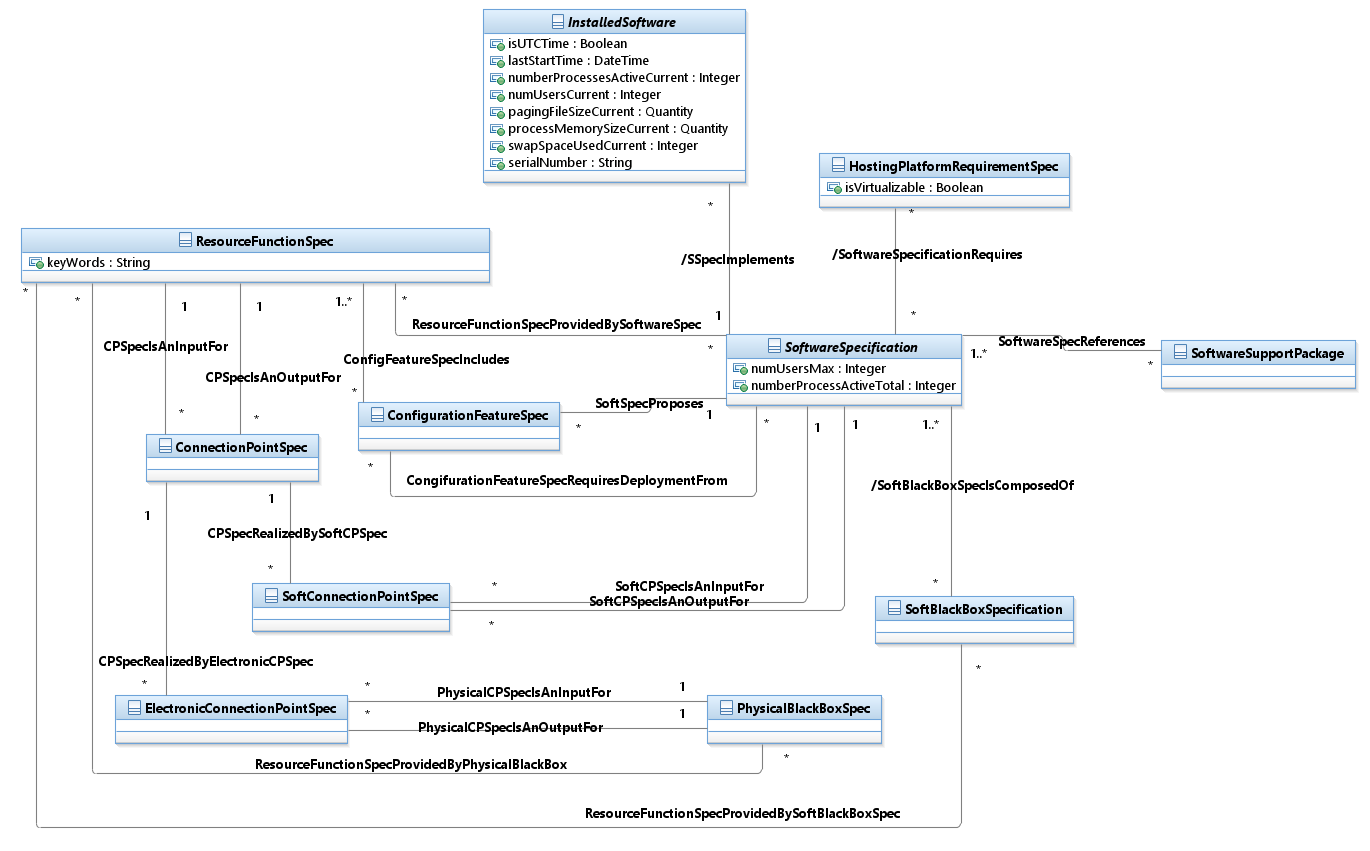 InstalledSoftware
isUTCTime : Boolean
lastStartTime : DateTime
numberProcessesActiveCurrent : Integer
numUsersCurrent : Integer
pagingFileSizeCurrent : Quantity
processMemorySizeCurrent : Quantity
swapSpaceUsedCurrent : Integer
serialNumber : String
HostingPlatformRequirementSpec
isVirtualizable : Boolean
*
*
/SSpecImplements
/SoftwareSpecificationRequires
1
*
ResourceFunctionSpec
keyWords : String
*
*
1
1
1..*
*
ResourceFunctionSpecProvidedBySoftwareSpec
*
CPSpecIsAnInputFor
CPSpecIsAnOutputFor
ConfigFeatureSpecIncludes
*
*
*
SoftwareSpecification
numUsersMax : Integer
numberProcessActiveTotal : Integer
1..*
SoftwareSpecReferences
*
SoftwareSupportPackage
ConfigurationFeatureSpec
SoftSpecProposes
*
1
*
1
1
1..*
ConnectionPointSpec
*
CongifurationFeatureSpecRequiresDeploymentFrom
/SoftBlackBoxSpecIsComposedOf
1
1
CPSpecRealizedBySoftCPSpec
*
*
SoftCPSpecIsAnInputFor
SoftCPSpecIsAnOutputFor
*
*
SoftConnectionPointSpec
SoftBlackBoxSpecification
CPSpecRealizedByElectronicCPSpec
*
*
*
PhysicalCPSpecIsAnInputFor
1
ElectronicConnectionPointSpec
*
PhysicalCPSpecIsAnOutputFor
1
PhysicalBlackBoxSpec
*
ResourceFunctionSpecProvidedByPhysicalBlackBox
ResourceFunctionSpecProvidedBySoftBlackBoxSpec